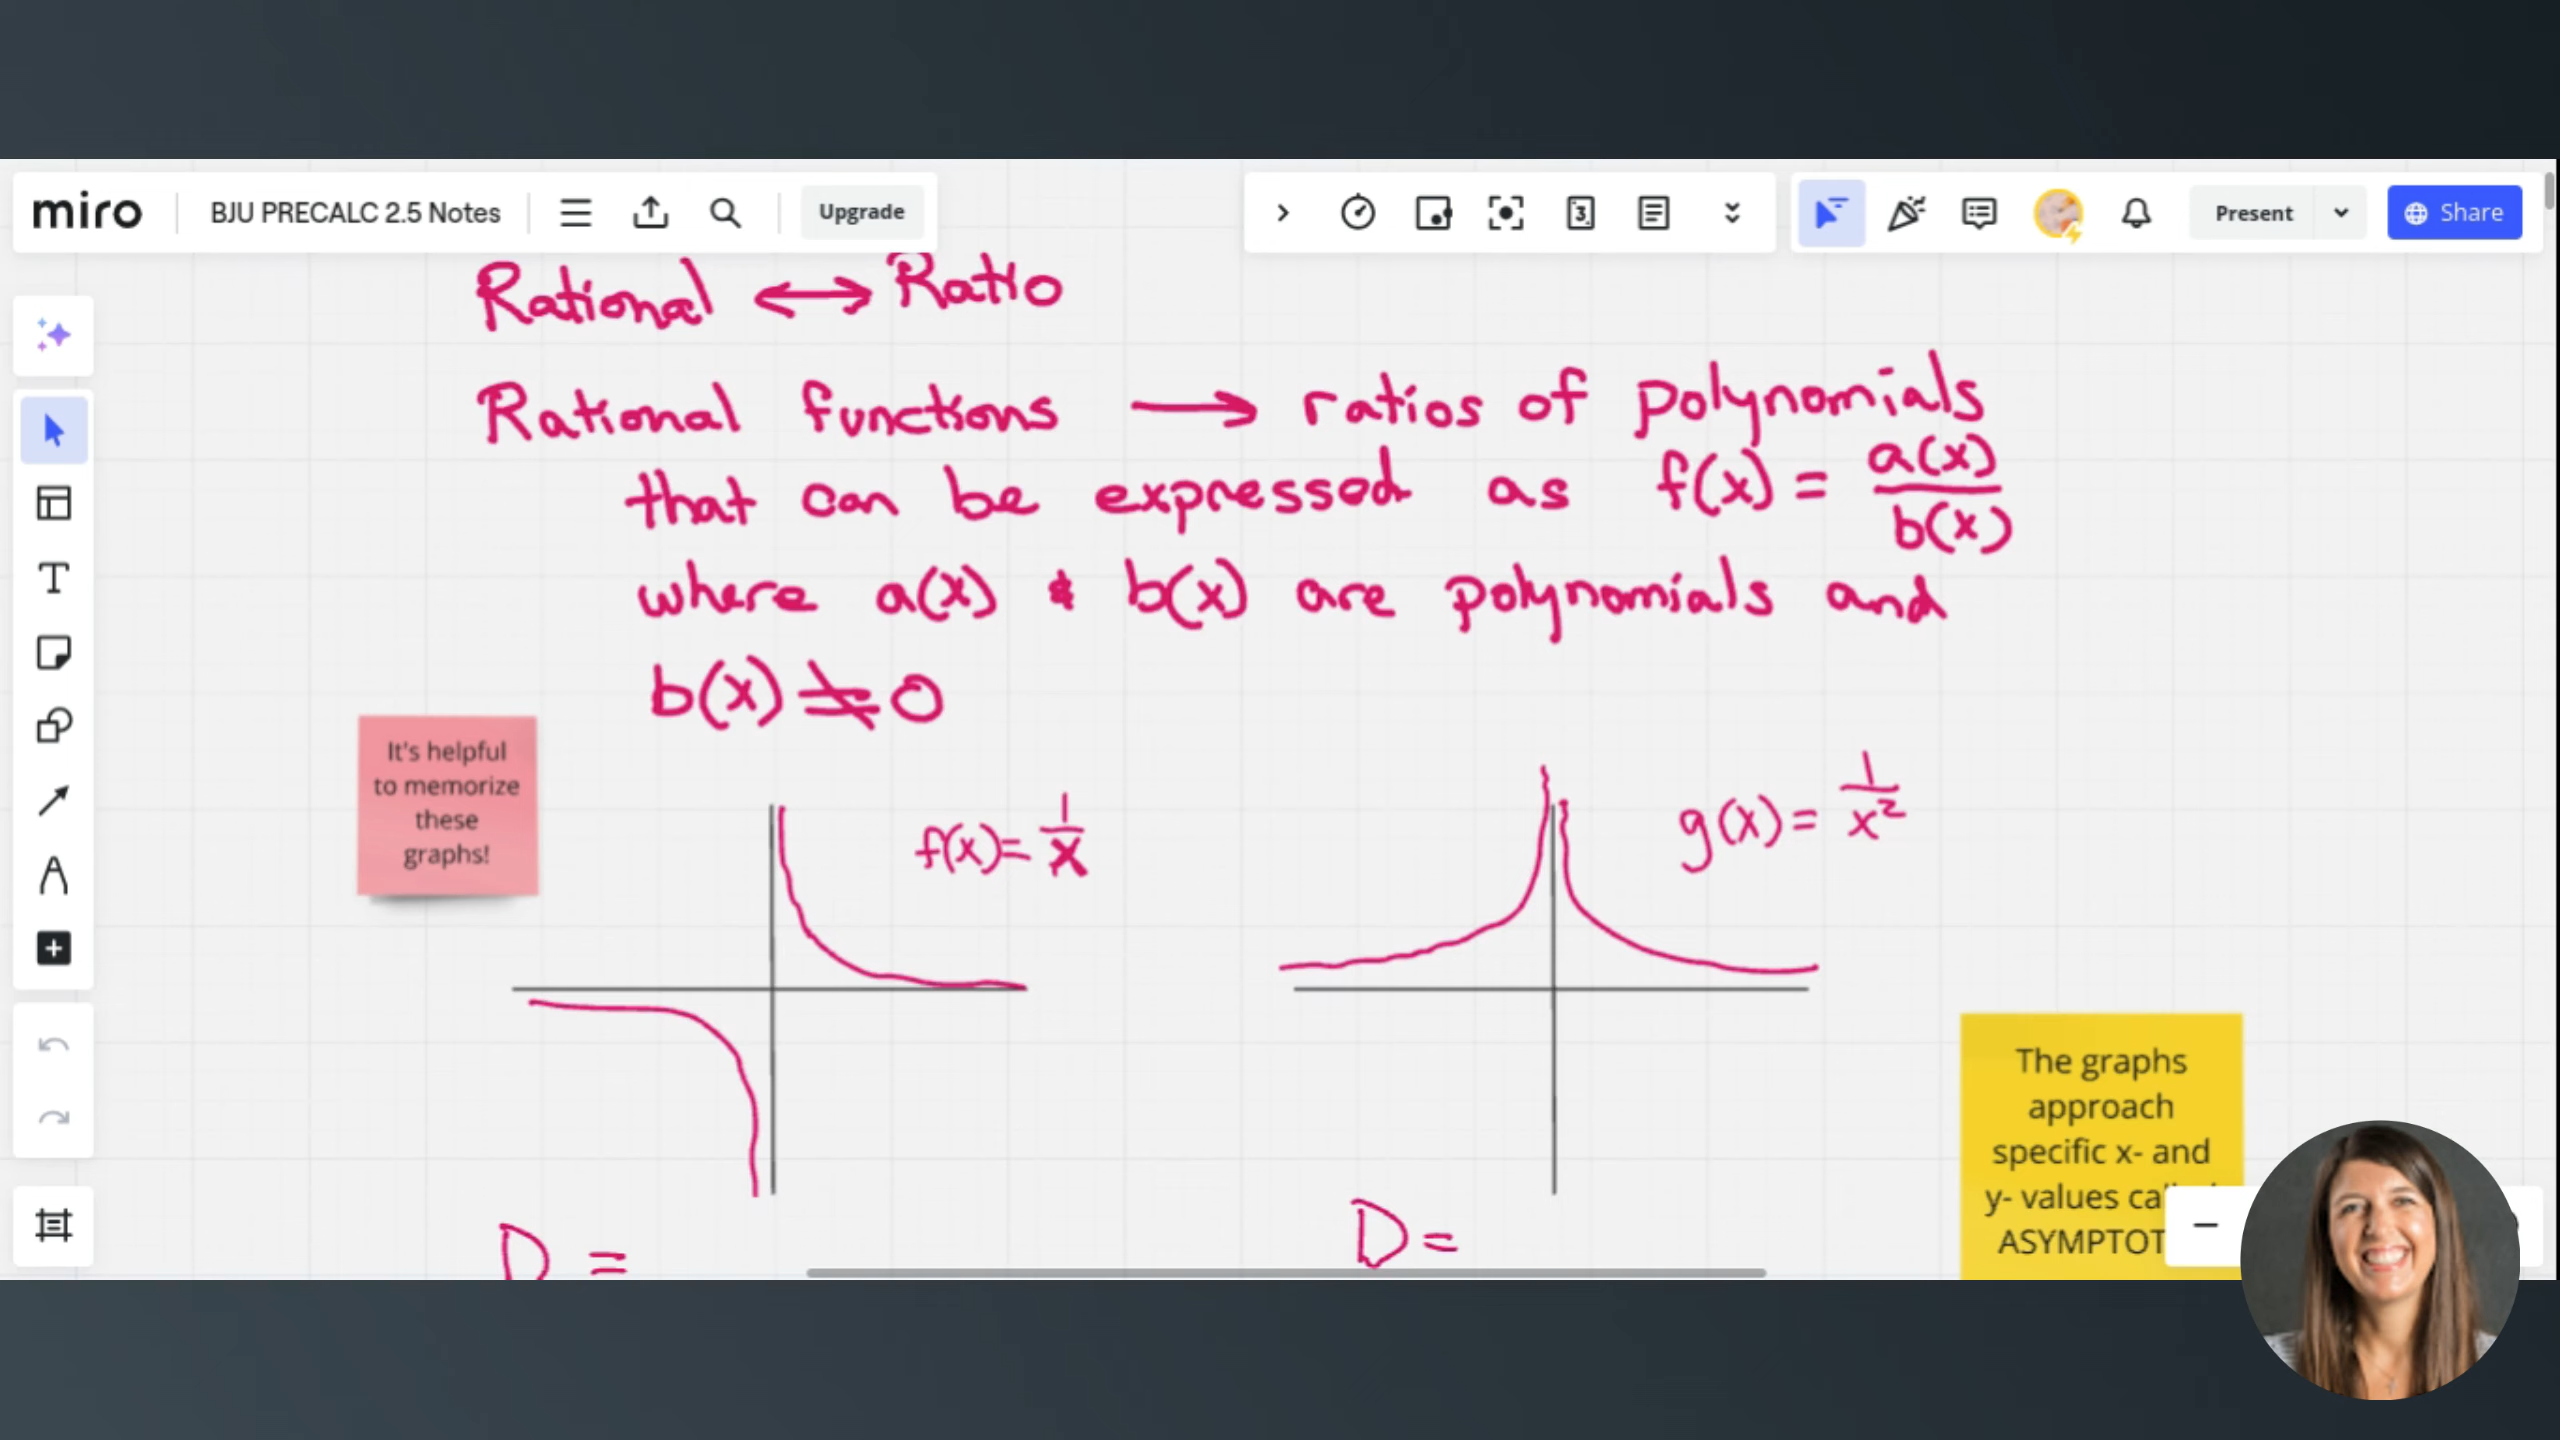 miro
BJU PRECALC 2.5 Notes
Upgrade
3
Present
Share
Rational ⟷ Ratio
Rational functions ⟶ ratios of polynomials
that can be expressed as f(x) = a(x)/b(x)
where a(x) & b(x) are polynomials and
b(x) ≠ 0
It's helpful
to memorize
these
graphs!
f(x) = 1/x
g(x) = 1/x²
The graphs
approach
specific x- and
y- values
D =
D =